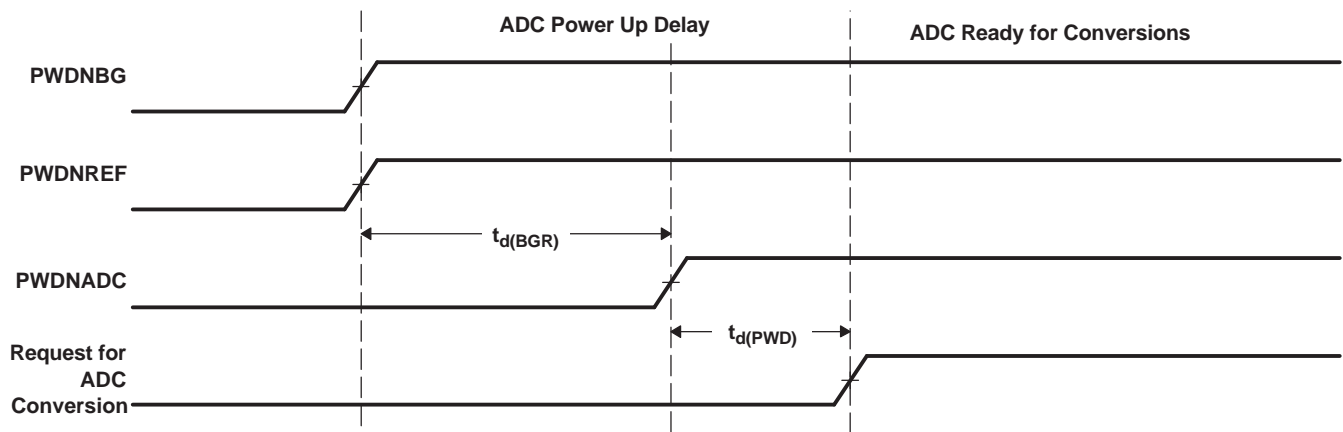 ADC Power Up Delay
ADC Ready for Conversions
PWDNBG
PWDNREF
td(BGR)
PWDNADC
td(PWD)
Request for
ADC
Conversion